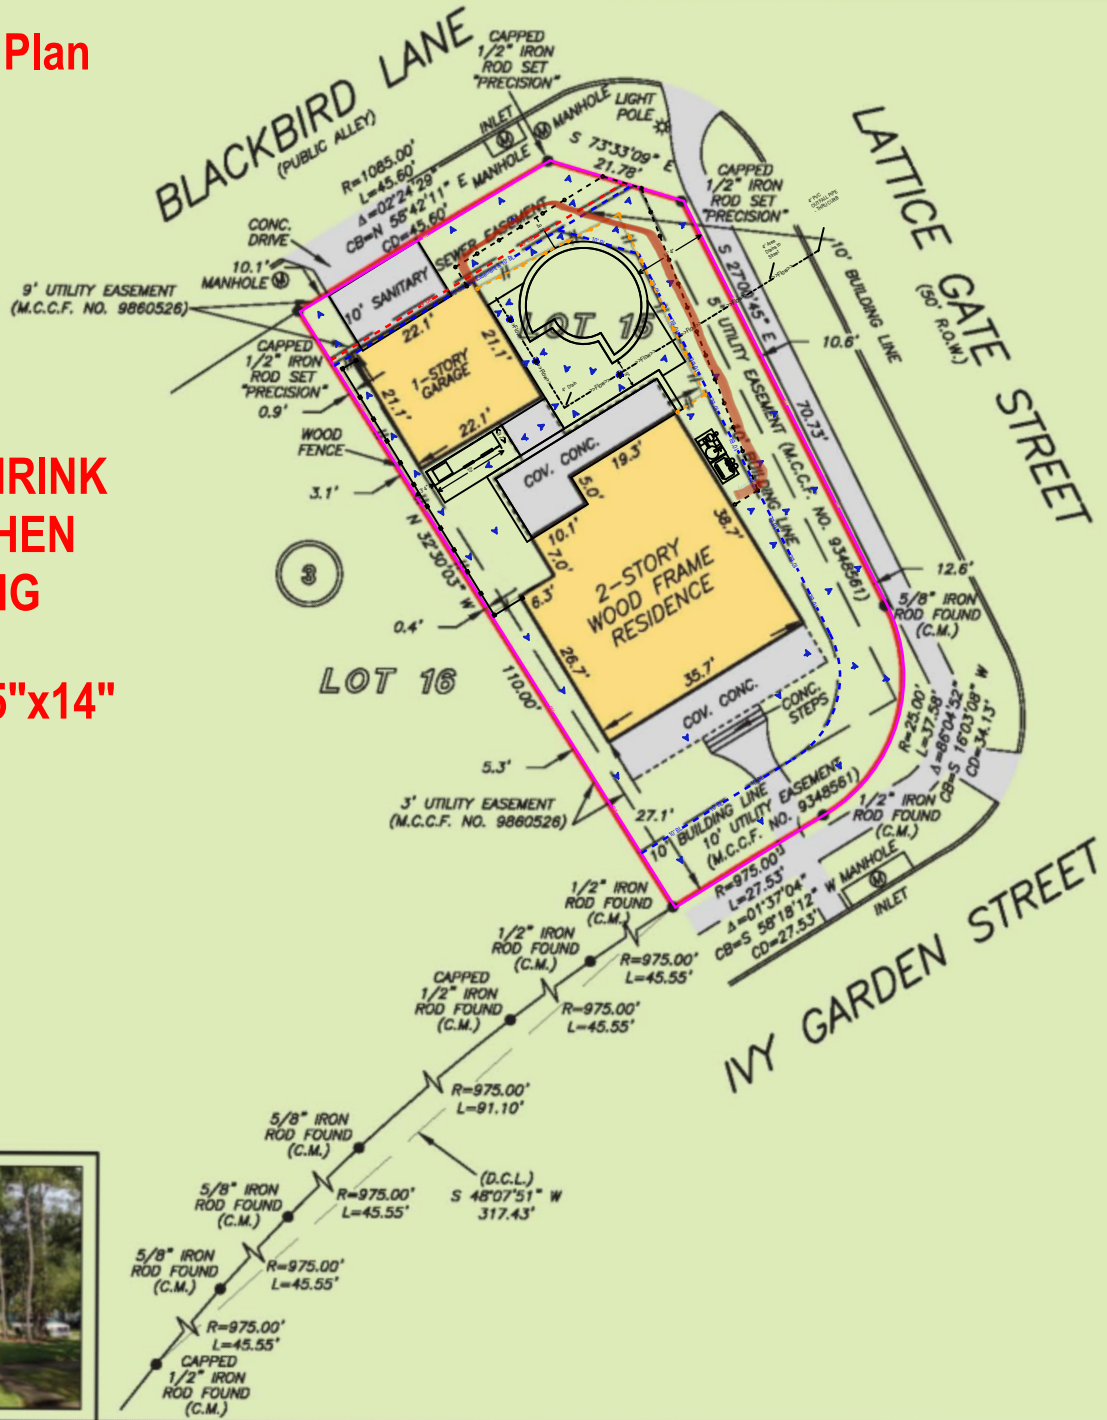 Plan
HRINK
HEN
NG
5"x14"
BLACKBIRD LANE
(PUBLIC ALLEY)
CAPPED
1/2" IRON
ROD SET
"PRECISION"
INLET
MANHOLE
LIGHT
POLE
R=1085.00'
L=45.60'
Δ=02°24'29"
CB=N 58°42'11" E
CD=45.60'
MANHOLE
S 73°33'09" E
21.78'
CAPPED
1/2" IRON
ROD SET
"PRECISION"
LATTICE GATE STREET
(50' R.O.W.)
CONC.
DRIVE
10.1'
MANHOLE
9' UTILITY EASEMENT
(M.C.C.F. NO. 9860526)
10' SANITARY SEWER EASEMENT
S 27°00'45" E
70.73'
10' BUILDING LINE
10.6'
LOT 15
5' UTILITY EASEMENT (M.C.C.F. NO. 9348561)
10' BUILDING LINE
CAPPED
1/2" IRON
ROD SET
"PRECISION"
0.9'
22.1'
21.1'
1-STORY
GARAGE
21.1'
22.1'
WOOD
FENCE
3.1'
N 32°30'03" W
110.00'
COV. CONC.
19.3'
5.0'
10.1'
7.0'
6.3'
38.7'
2-STORY
WOOD FRAME
RESIDENCE
26.7'
35.7'
3
0.4'
LOT 16
12.6'
5/8" IRON
ROD FOUND
(C.M.)
COV. CONC.
CONC.
STEPS
5.3'
3' UTILITY EASEMENT
(M.C.C.F. NO. 9860526)
27.1'
10' BUILDING LINE
10' UTILITY EASEMENT
(M.C.C.F. NO. 9348561)
R=25.00'
L=37.58'
Δ=86°04'52"
CB=S 16°03'08" W
CD=34.13'
1/2" IRON
ROD FOUND
(C.M.)
R=975.00'
L=27.53'
Δ=01°37'04"
CB=S 58°18'12" W
CD=27.53'
MANHOLE
INLET
IVY GARDEN STREET
1/2" IRON
ROD FOUND
(C.M.)
1/2" IRON
ROD FOUND
(C.M.)
R=975.00'
L=45.55'
CAPPED
1/2" IRON
ROD FOUND
(C.M.)
R=975.00'
L=45.55'
R=975.00'
L=91.10'
5/8" IRON
ROD FOUND
(C.M.)
(D.C.L.)
S 48°07'51" W
317.43'
5/8" IRON
ROD FOUND
(C.M.)
R=975.00'
L=45.55'
5/8" IRON
ROD FOUND
(C.M.)
R=975.00'
L=45.55'
R=975.00'
L=45.55'
CAPPED
1/2" IRON
ROD FOUND
(C.M.)